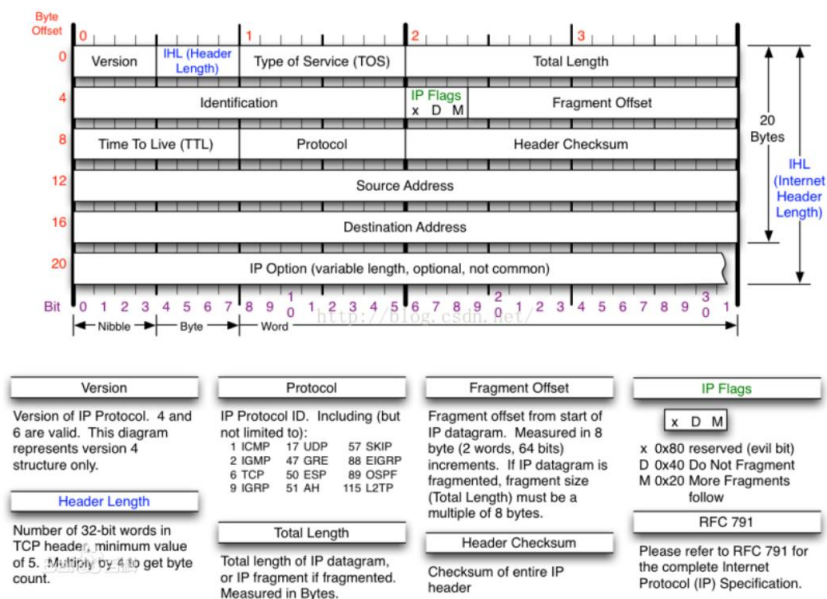 Byte
Offset
0 1 2 3
0 Version IHL (Header Length) Type of Service (TOS) Total Length
4 Identification IP Flags x D M Fragment Offset
8 Time To Live (TTL) Protocol Header Checksum
12 Source Address
16 Destination Address
20 IP Option (variable length, optional, not common)
20
Bytes
IHL
(Internet
Header
Length)
Bit 0 1 2 3 4 5 6 7 8 9 10 1 2 3 4 5 6 7 8 9 20 1 2 3 4 5 6 7 8 9 30 1
Nibble Byte Word
http://blog.csdn.net/
Version
Version of IP Protocol. 4 and
6 are valid. This diagram
represents version 4
structure only.
Header Length
Number of 32-bit words in
TCP header, minimum value
of 5. Multiply by 4 to get byte
count.
Protocol
IP Protocol ID. Including (but
not limited to):
1 ICMP 17 UDP 57 SKIP
2 IGMP 47 GRE 88 EIGRP
6 TCP 50 ESP 89 OSPF
9 IGRP 51 AH 115 L2TP
Total Length
Total length of IP datagram,
or IP fragment if fragmented.
Measured in Bytes.
Fragment Offset
Fragment offset from start of
IP datagram. Measured in 8
byte (2 words, 64 bits)
increments. If IP datagram is
fragmented, fragment size
(Total Length) must be a
multiple of 8 bytes.
Header Checksum
Checksum of entire IP
header
IP Flags
x D M
x 0x80 reserved (evil bit)
D 0x40 Do Not Fragment
M 0x20 More Fragments
follow
RFC 791
Please refer to RFC 791 for
the complete Internet
Protocol (IP) Specification.